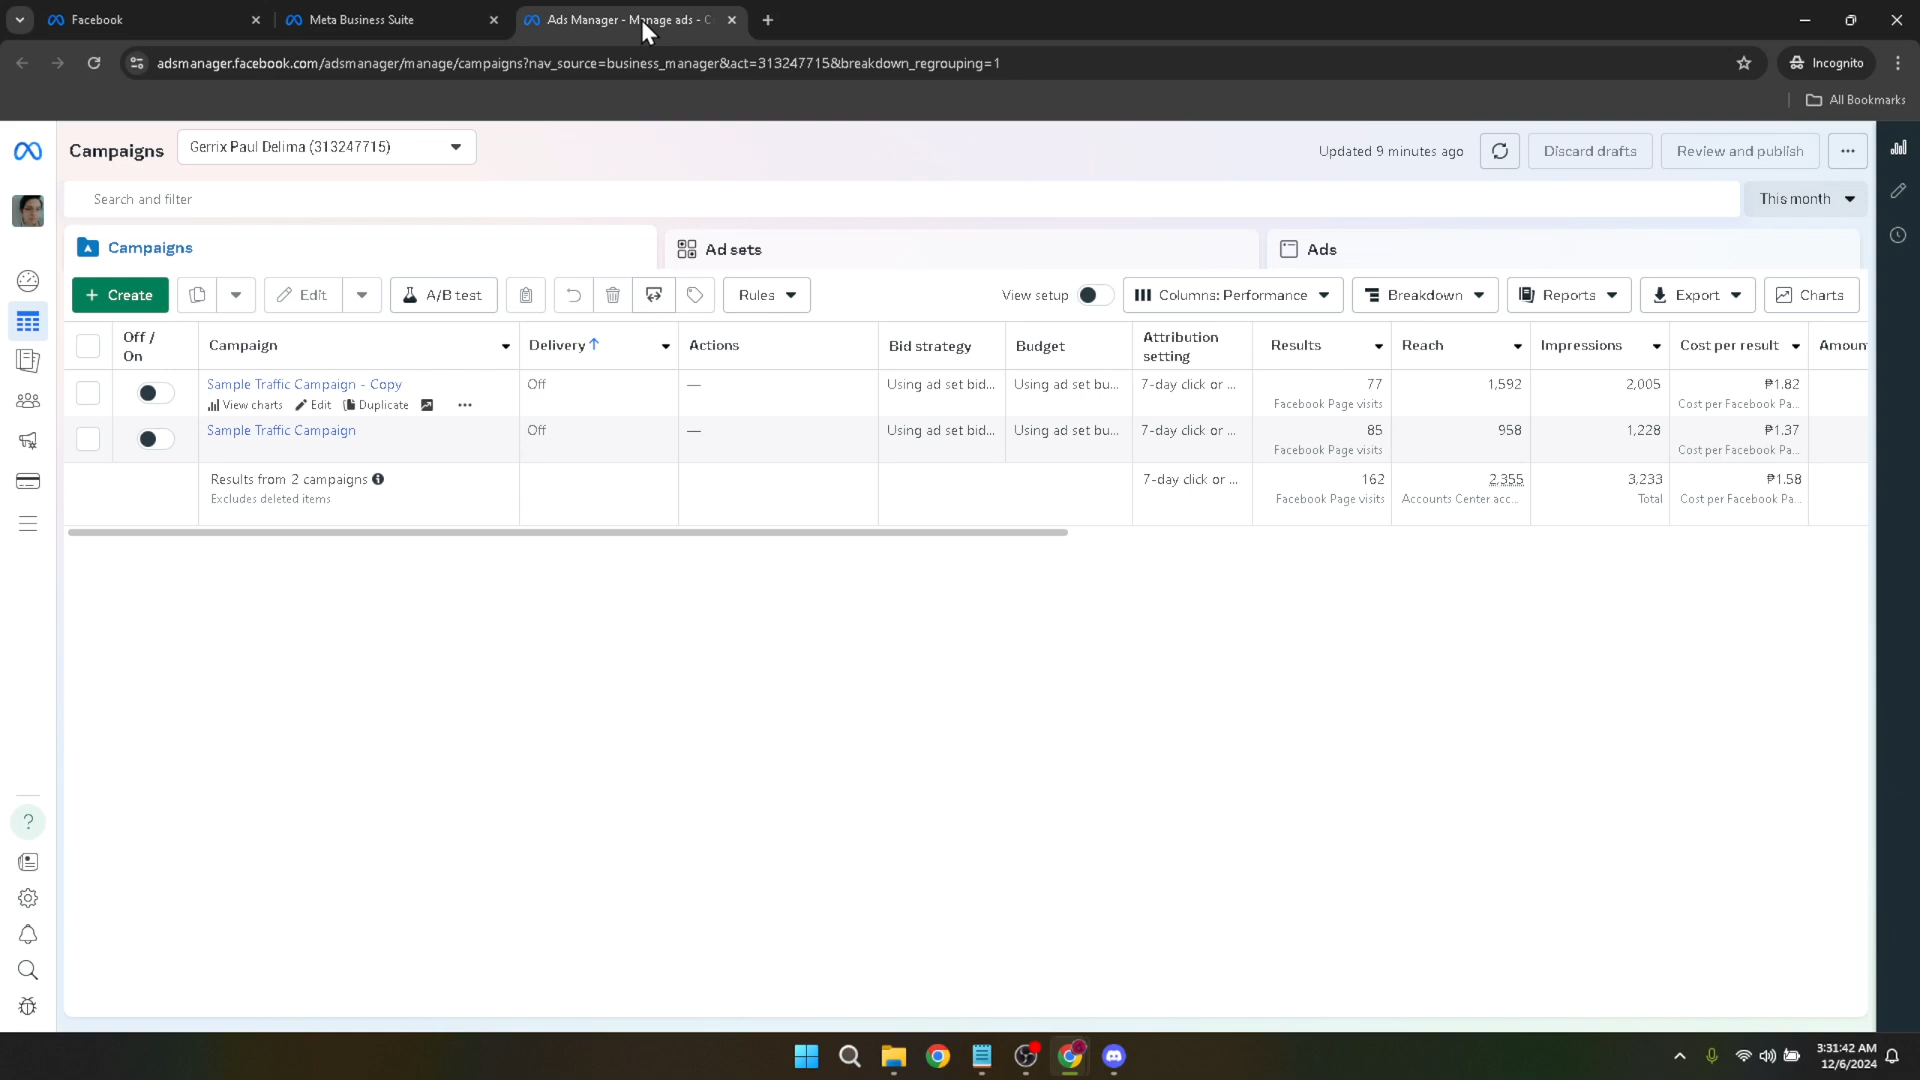 Facebook
Meta Business Suite
Ads Manager - Manage ads - C
adsmanager.facebook.com/adsmanager/manage/campaigns?nav_source=business_manager&act=313247715&breakdown_regrouping=1
Incognito
All Bookmarks
Campaigns
Gerrix Paul Delima (313247715)
Updated 9 minutes ago
Discard drafts
Review and publish
Search and filter
This month
Campaigns
Ad sets
Ads
+ Create
Edit
A/B test
Rules
View setup
Columns: Performance
Breakdown
Reports
Export
Charts
Off / On
Campaign
Delivery↑
Actions
Bid strategy
Budget
Attribution setting
Results
Reach
Impressions
Cost per result
Amoun
Sample Traffic Campaign - Copy
Off
—
Using ad set bid...
Using ad set bu...
7-day click or ...
77
1,592
2,005
₱1.82
View charts
Edit
Duplicate
Facebook Page visits
Cost per Facebook Pa...
Sample Traffic Campaign
Off
—
Using ad set bid...
Using ad set bu...
7-day click or ...
85
958
1,228
₱1.37
Facebook Page visits
Cost per Facebook Pa...
Results from 2 campaigns
7-day click or ...
162
2,355
3,233
₱1.58
Excludes deleted items
Facebook Page visits
Accounts Center acc...
Total
Cost per Facebook Pa...
3:31:42 AM
12/6/2024